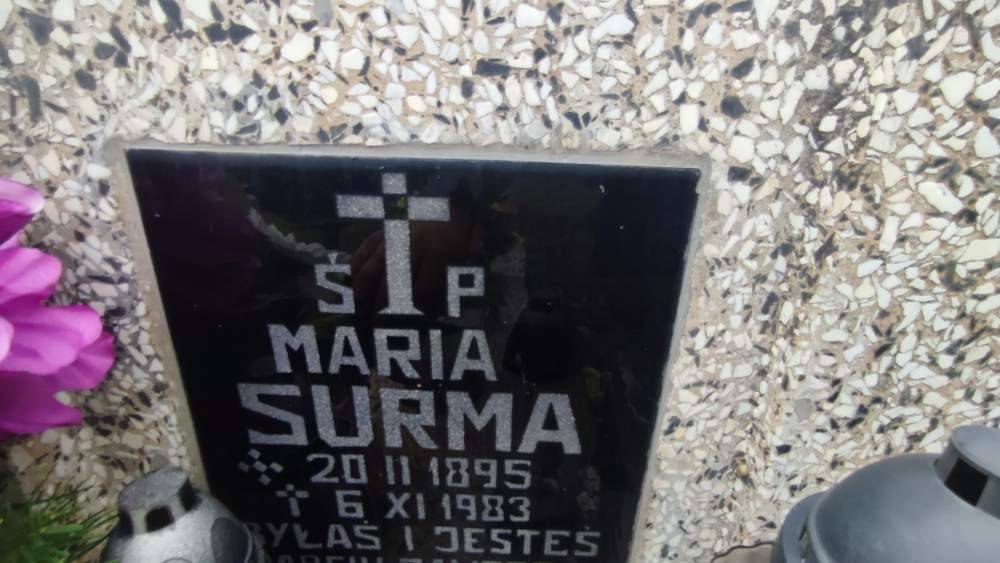 Ś P
MARIA
SURMA
20 II 1895
6 XI 1983
BYŁAŚ I JESTEŚ